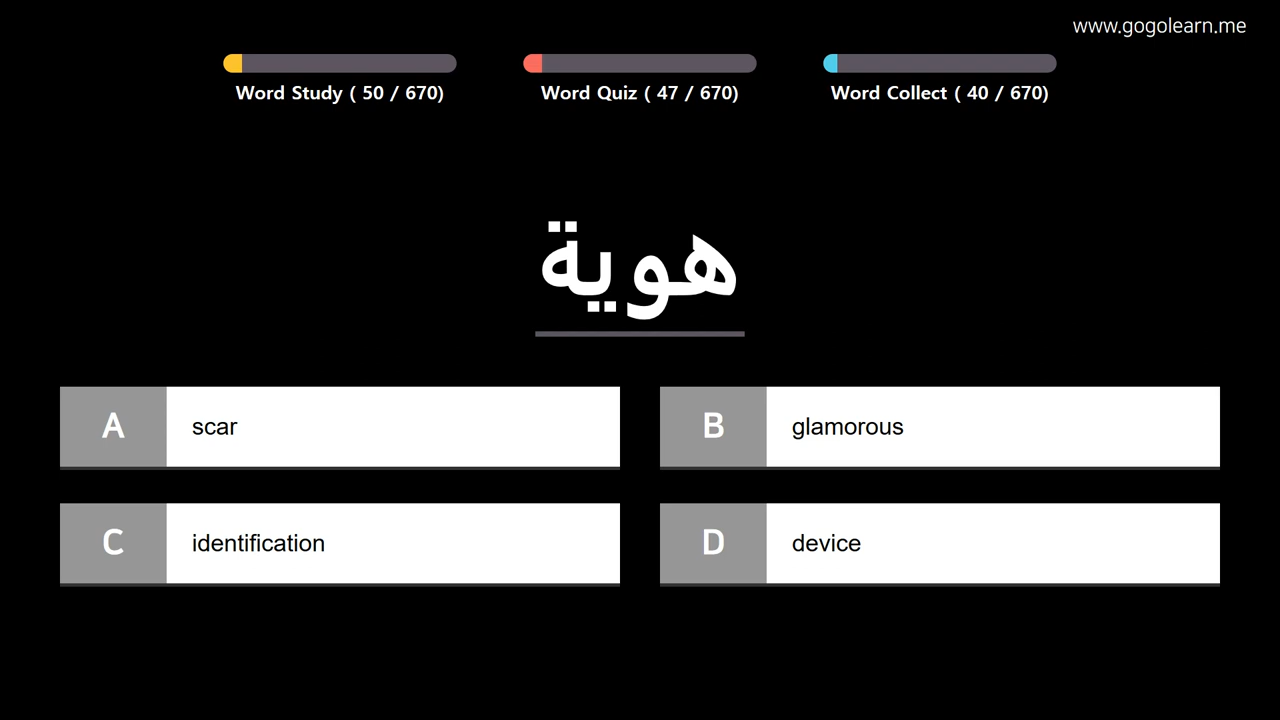 www.gogolearn.me
Word Study ( 50 / 670)
Word Quiz ( 47 / 670)
Word Collect ( 40 / 670)
هوية
A scar
B glamorous
C identification
D device